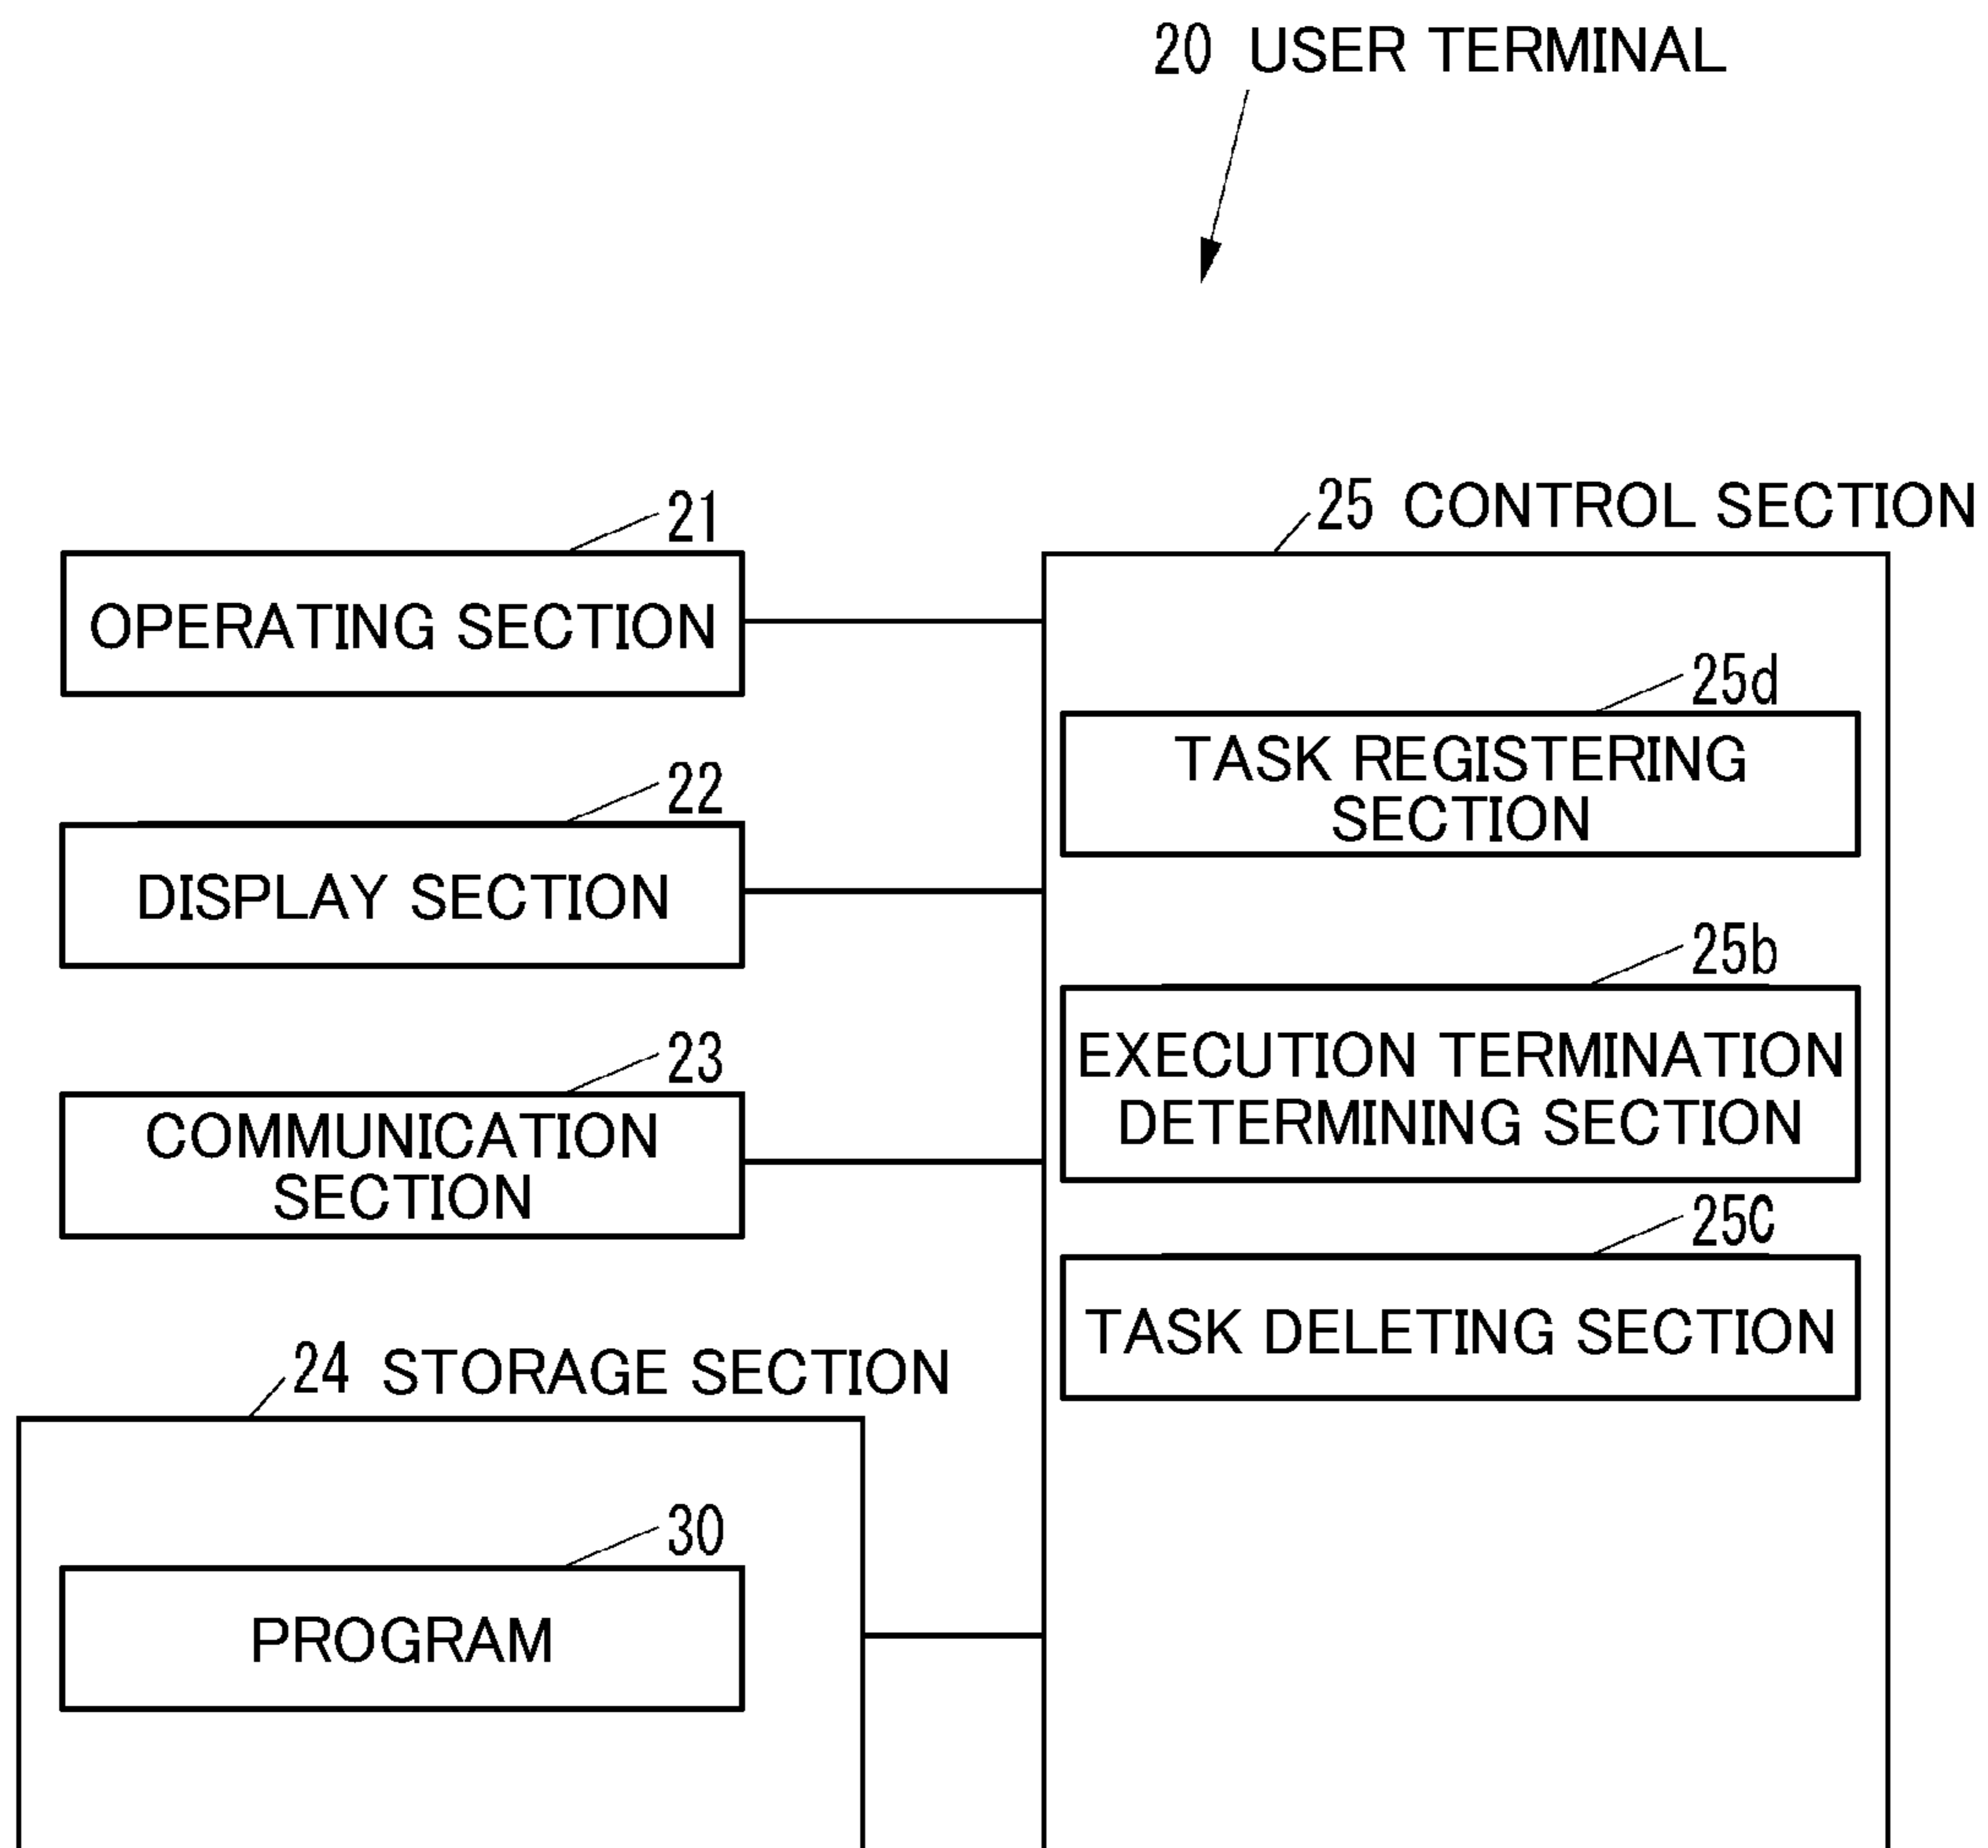 20 USER TERMINAL
21
OPERATING SECTION
22
DISPLAY SECTION
23
COMMUNICATION
SECTION
24 STORAGE SECTION
30
PROGRAM
25 CONTROL SECTION
25d
TASK REGISTERING
SECTION
25b
EXECUTION TERMINATION
DETERMINING SECTION
25C
TASK DELETING SECTION